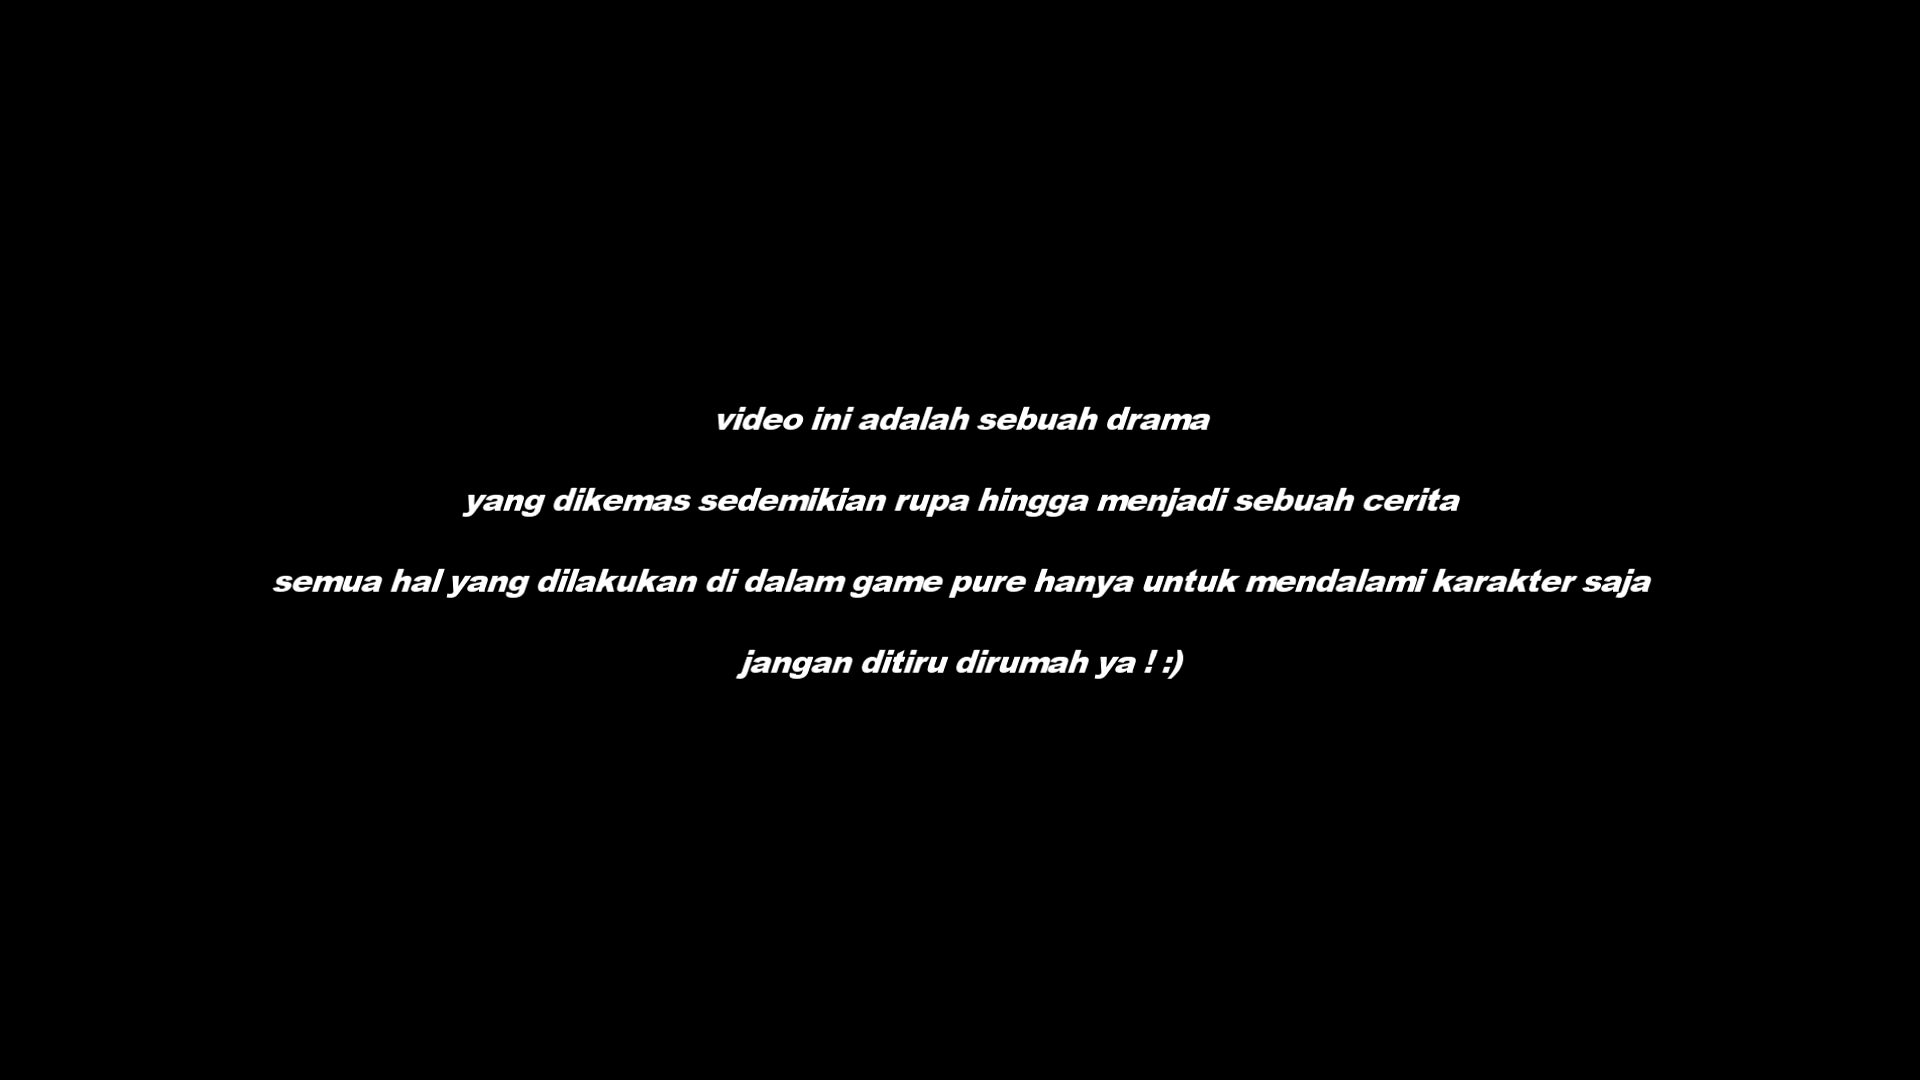 video ini adalah sebuah drama
yang dikemas sedemikian rupa hingga menjadi sebuah cerita
semua hal yang dilakukan di dalam game pure hanya untuk mendalami karakter saja
jangan ditiru dirumah ya ! :)